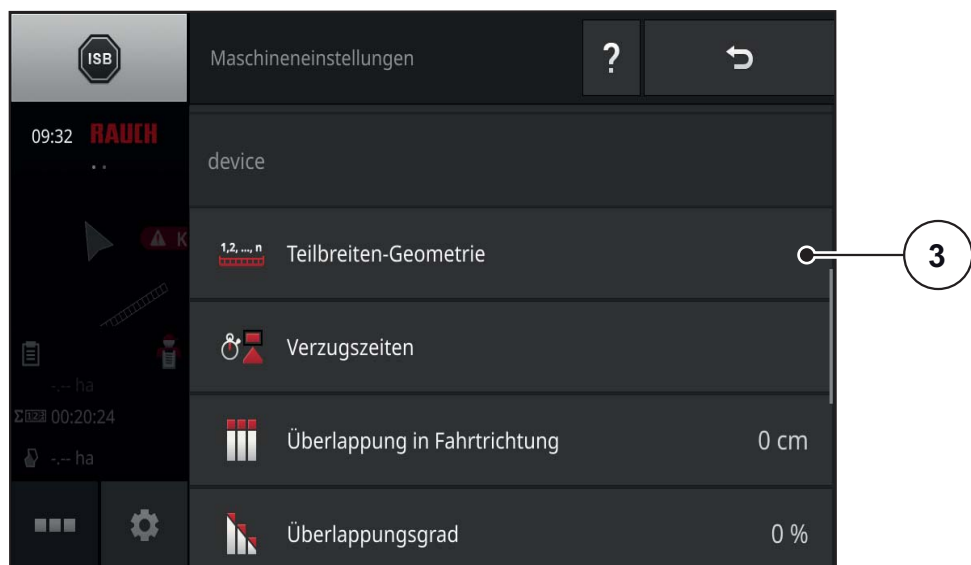 ISB
Maschineneinstellungen
?
09:32 RAUCH
device
K
1,2, ..., n
Teilbreiten-Geometrie
3
Verzugszeiten
-.-- ha
Σ 123 00:20:24
Überlappung in Fahrtrichtung 0 cm
-.-- ha
Überlappungsgrad 0 %